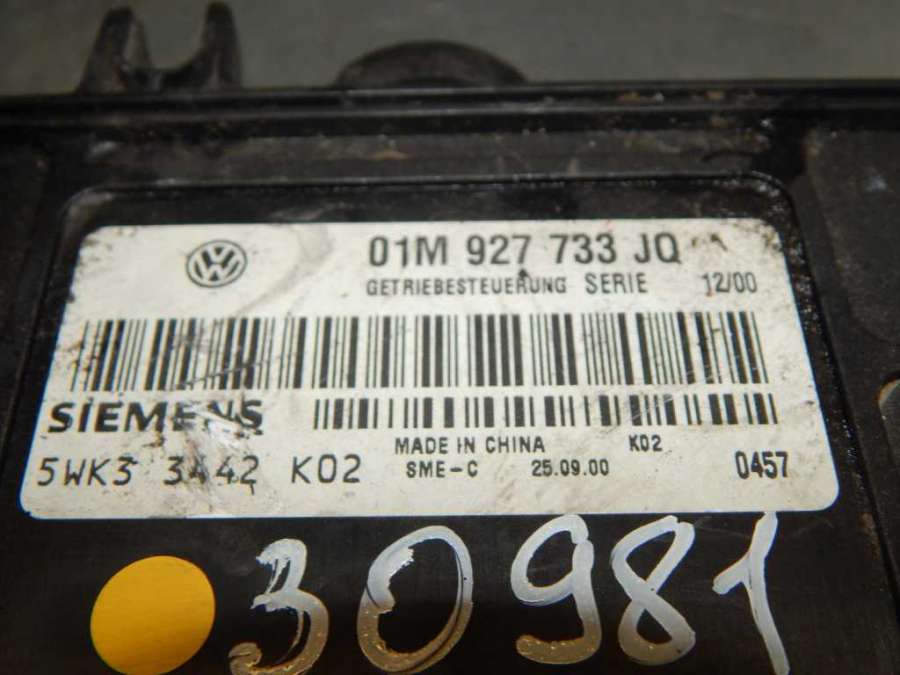 01M 927 733 JQ
GETRIEBESTEUERUNG SERIE 12/00
SIEMENS
MADE IN CHINA K02
5WK3 3442 K02 SME-C 25.09.00 0457
30981